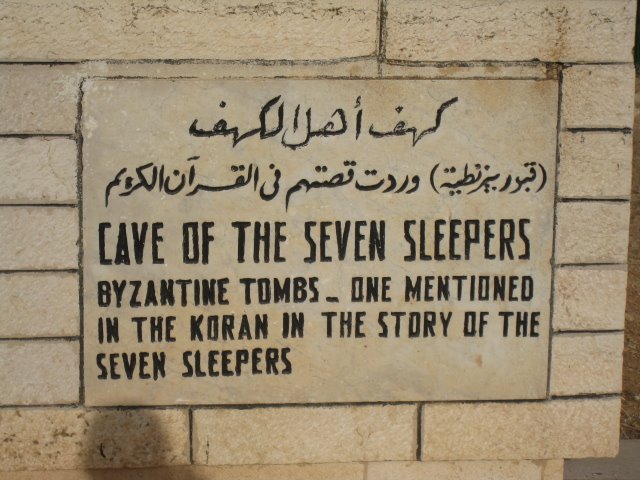 كهف أهل الكهف
(قبور بيزنطية) وردت قصتهم في القرآن الكريم
CAVE OF THE SEVEN SLEEPERS
BYZANTINE TOMBS_ ONE MENTIONED
IN THE KORAN IN THE STORY OF THE
SEVEN SLEEPERS